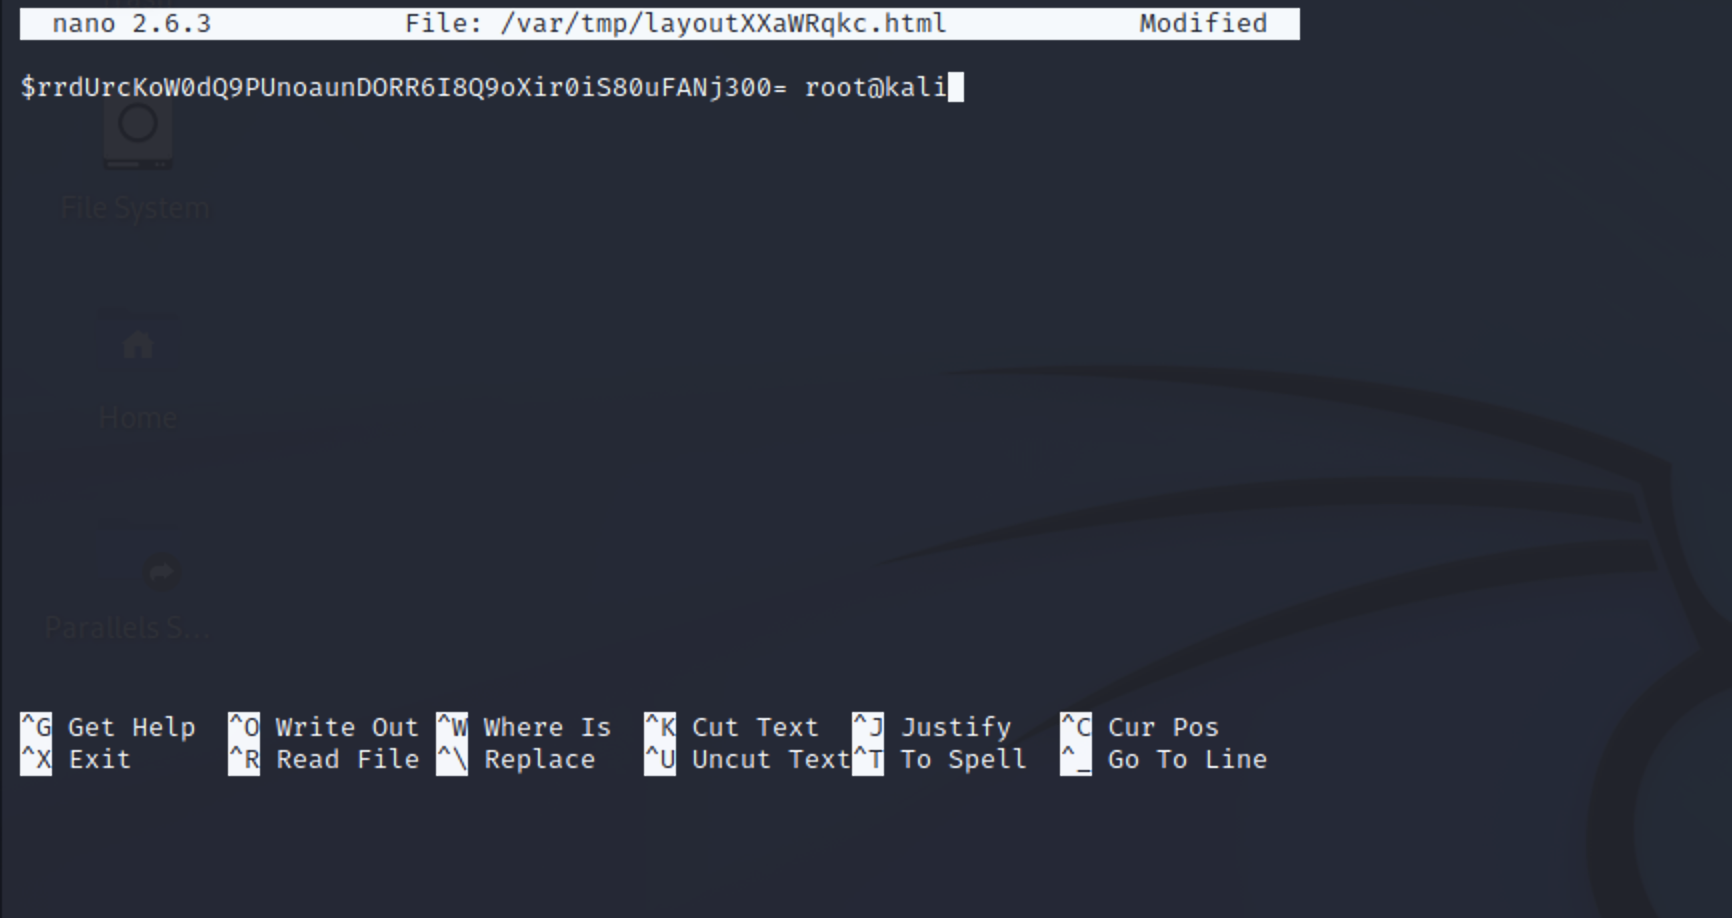 nano 2.6.3 File: /var/tmp/layoutXXaWRqkc.html Modified
$rrdUrcKoW0dQ9PUnoaunDORR6I8Q9oXir0iS80uFANj300= root@kali
File System
Home
Parallels S...
^G Get Help ^O Write Out ^W Where Is ^K Cut Text ^J Justify ^C Cur Pos
^X Exit ^R Read File ^\ Replace ^U Uncut Text ^T To Spell ^_ Go To Line